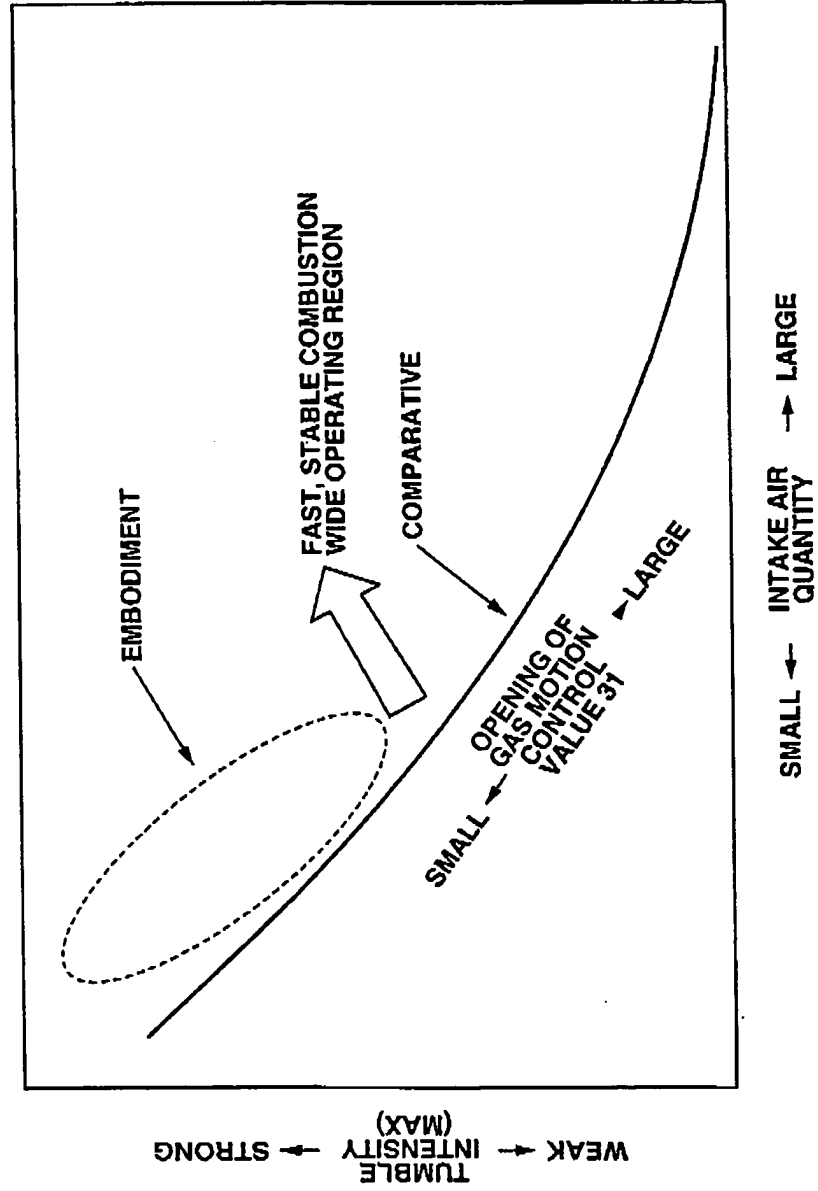 EMBODIMENT
FAST, STABLE COMBUSTION
WIDE OPERATING REGION
COMPARATIVE
OPENING OF
GAS MOTION
CONTROL
VALUE 31
SMALL ←
► LARGE
TUMBLE
INTENSITY
(MAX)
WEAK ← → STRONG
SMALL ← INTAKE AIR → LARGE
QUANTITY